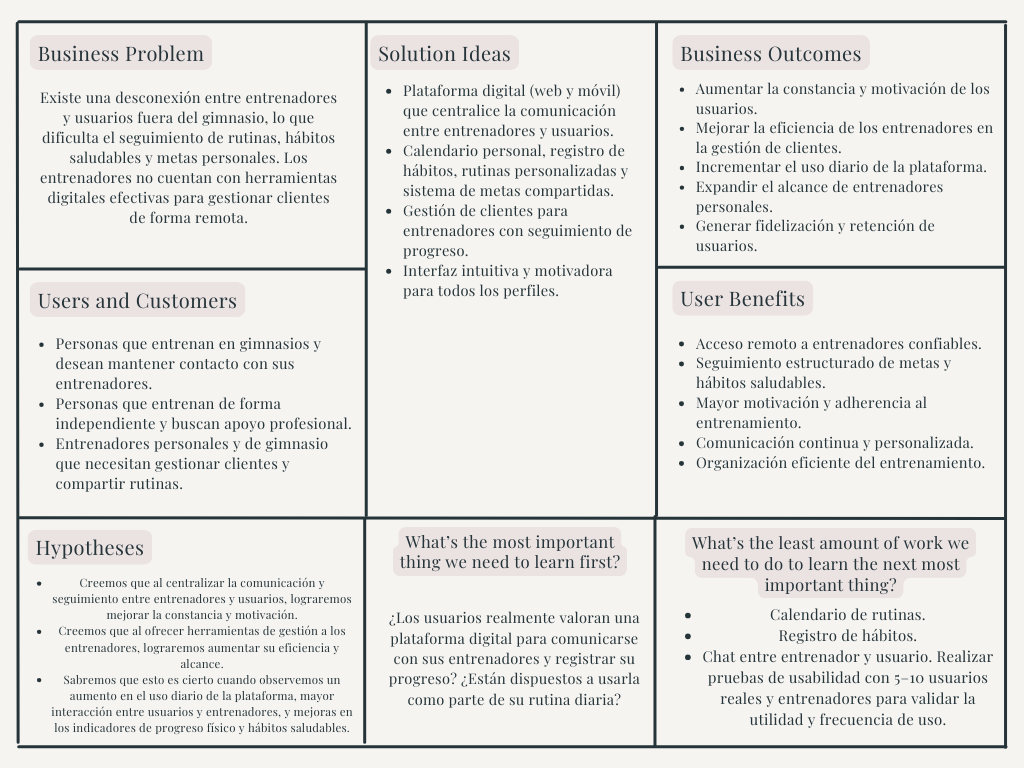 Business Problem
Existe una desconexión entre entrenadores
y usuarios fuera del gimnasio, lo que
dificulta el seguimiento de rutinas, hábitos
saludables y metas personales. Los
entrenadores no cuentan con herramientas
digitales efectivas para gestionar clientes
de forma remota.
Users and Customers
• Personas que entrenan en gimnasios y
desean mantener contacto con sus
entrenadores.
• Personas que entrenan de forma
independiente y buscan apoyo profesional.
• Entrenadores personales y de gimnasio
que necesitan gestionar clientes y
compartir rutinas.
Solution Ideas
• Plataforma digital (web y móvil)
que centralice la comunicación
entre entrenadores y usuarios.
• Calendario personal, registro de
hábitos, rutinas personalizadas y
sistema de metas compartidas.
• Gestión de clientes para
entrenadores con seguimiento de
progreso.
• Interfaz intuitiva y motivadora
para todos los perfiles.
Business Outcomes
• Aumentar la constancia y motivación de los
usuarios.
• Mejorar la eficiencia de los entrenadores en
la gestión de clientes.
• Incrementar el uso diario de la plataforma.
• Expandir el alcance de entrenadores
personales.
• Generar fidelización y retención de
usuarios.
User Benefits
• Acceso remoto a entrenadores confiables.
• Seguimiento estructurado de metas y
hábitos saludables.
• Mayor motivación y adherencia al
entrenamiento.
• Comunicación continua y personalizada.
• Organización eficiente del entrenamiento.
Hypotheses
• Creemos que al centralizar la comunicación y
seguimiento entre entrenadores y usuarios, lograremos
mejorar la constancia y motivación.
• Creemos que al ofrecer herramientas de gestión a los
entrenadores, lograremos aumentar su eficiencia y
alcance.
• Sabremos que esto es cierto cuando observemos un
aumento en el uso diario de la plataforma, mayor
interacción entre usuarios y entrenadores, y mejoras en
los indicadores de progreso físico y hábitos saludables.
What's the most important
thing we need to learn first?
¿Los usuarios realmente valoran una
plataforma digital para comunicarse
con sus entrenadores y registrar su
progreso? ¿Están dispuestos a usarla
como parte de su rutina diaria?
What's the least amount of work we
need to do to learn the next most
important thing?
• Calendario de rutinas.
• Registro de hábitos.
• Chat entre entrenador y usuario. Realizar
pruebas de usabilidad con 5–10 usuarios
reales y entrenadores para validar la
utilidad y frecuencia de uso.